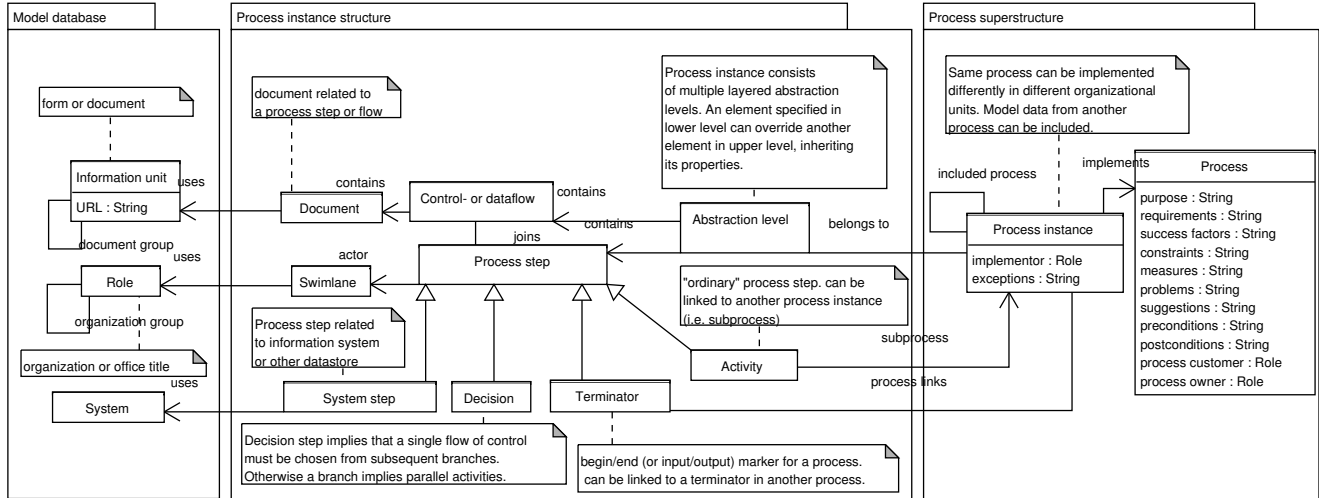 Model database
Process instance structure
Process superstructure
form or document
Information unit
URL : String
document group
uses
Role
organization group
uses
organization or office title
uses
System
document related to
a process step or flow
contains
Document
Control- or dataflow
contains
Process instance consists
of multiple layered abstraction
levels. An element specified in
lower level can override another
element in upper level, inheriting
its properties.
Abstraction level
contains
belongs to
joins
Process step
actor
Swimlane
Process step related
to information system
or other datastore
"ordinary" process step. can be
linked to another process instance
(i.e. subprocess)
Activity
subprocess
process links
System step
Decision
Terminator
Decision step implies that a single flow of control
must be chosen from subsequent branches.
Otherwise a branch implies parallel activities.
begin/end (or input/output) marker for a process.
can be linked to a terminator in another process.
Same process can be implemented
differently in different organizational
units. Model data from another
process can be included.
included process
implements
Process instance
implementor : Role
exceptions : String
Process
purpose : String
requirements : String
success factors : String
constraints : String
measures : String
problems : String
suggestions : String
preconditions : String
postconditions : String
process customer : Role
process owner : Role